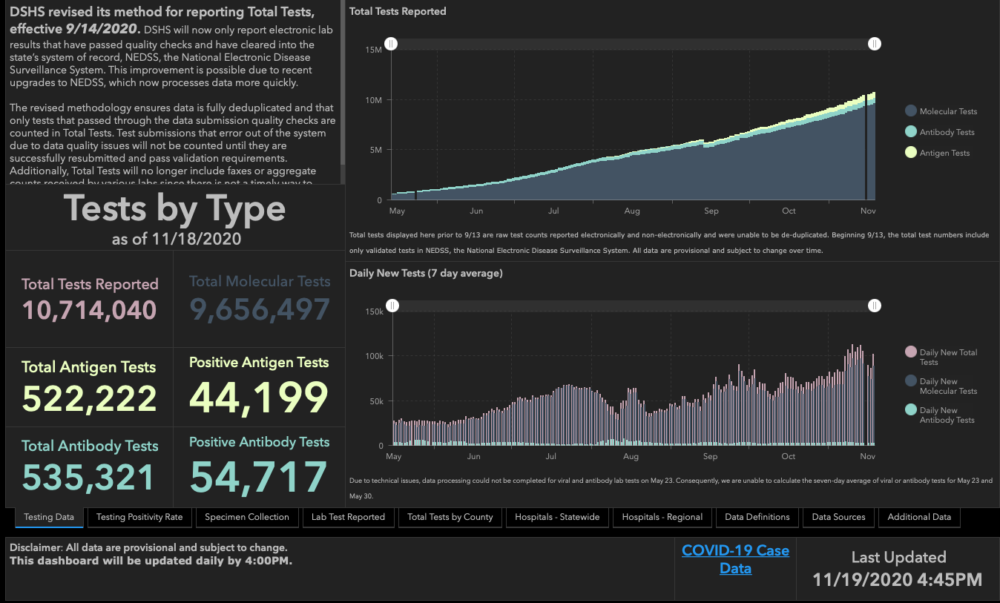 DSHS revised its method for reporting Total Tests,
effective 9/14/2020. DSHS will now only report electronic lab
results that have passed quality checks and have cleared into the
state's system of record, NEDSS, the National Electronic Disease
Surveillance System. This improvement is possible due to recent
upgrades to NEDSS, which now processes data more quickly.
The revised methodology ensures data is fully deduplicated and that
only tests that passed through the data submission quality checks are
counted in Total Tests. Test submissions that error out of the system
due to data quality issues will not be counted until they are
successfully resubmitted and pass validation requirements.
Additionally, Total Tests will no longer include faxes or aggregate
counts received by various labs since there is not a timely way to
Tests by Type
as of 11/18/2020
Total Tests Reported
10,714,040
Total Molecular Tests
9,656,497
Total Antigen Tests
522,222
Positive Antigen Tests
44,199
Total Antibody Tests
535,321
Positive Antibody Tests
54,717
Total Tests Reported
15M
10M
5M
0
May Jun Jul Aug Sep Oct Nov
Molecular Tests
Antibody Tests
Antigen Tests
Total tests displayed here prior to 9/13 are raw test counts reported electronically and non-electronically and were unable to be de-duplicated. Beginning 9/13, the total test numbers include
only validated tests in NEDSS, the National Electronic Disease Surveillance System. All data are provisional and subject to change over time.
Daily New Tests (7 day average)
150k
100k
50k
0
May Jun Jul Aug Sep Oct Nov
Daily New Total
Tests
Daily New
Molecular Tests
Daily New
Antibody Tests
Due to technical issues, data processing could not be completed for viral and antibody lab tests on May 23. Consequently, we are unable to calculate the seven-day average of viral or antibody tests for May 23 and
May 30.
Testing Data Testing Positivity Rate Specimen Collection Lab Test Reported Total Tests by County Hospitals - Statewide Hospitals - Regional Data Definitions Data Sources Additional Data
Disclaimer: All data are provisional and subject to change.
This dashboard will be updated daily by 4:00PM.
COVID-19 Case
Data
Last Updated
11/19/2020 4:45PM